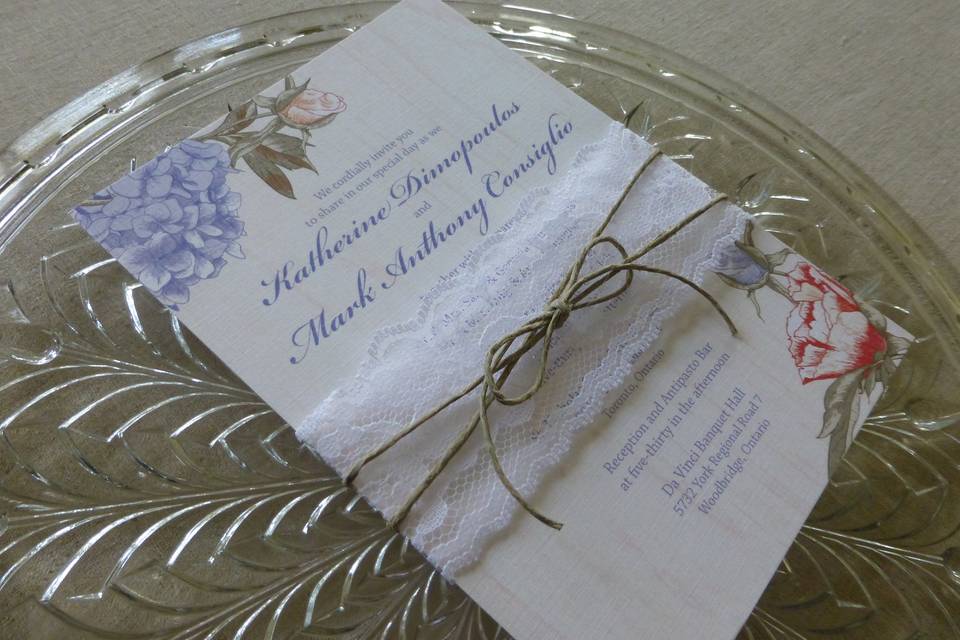 We cordially invite you
to share in our special day as we
Katherine Dimopoulos
and
Mark Anthony Consiglio
Toronto, Ontario
Reception and Antipasto Bar
at five-thirty in the afternoon
Da Vinci Banquet Hall
5732 York Regional Road 7
Woodbridge, Ontario